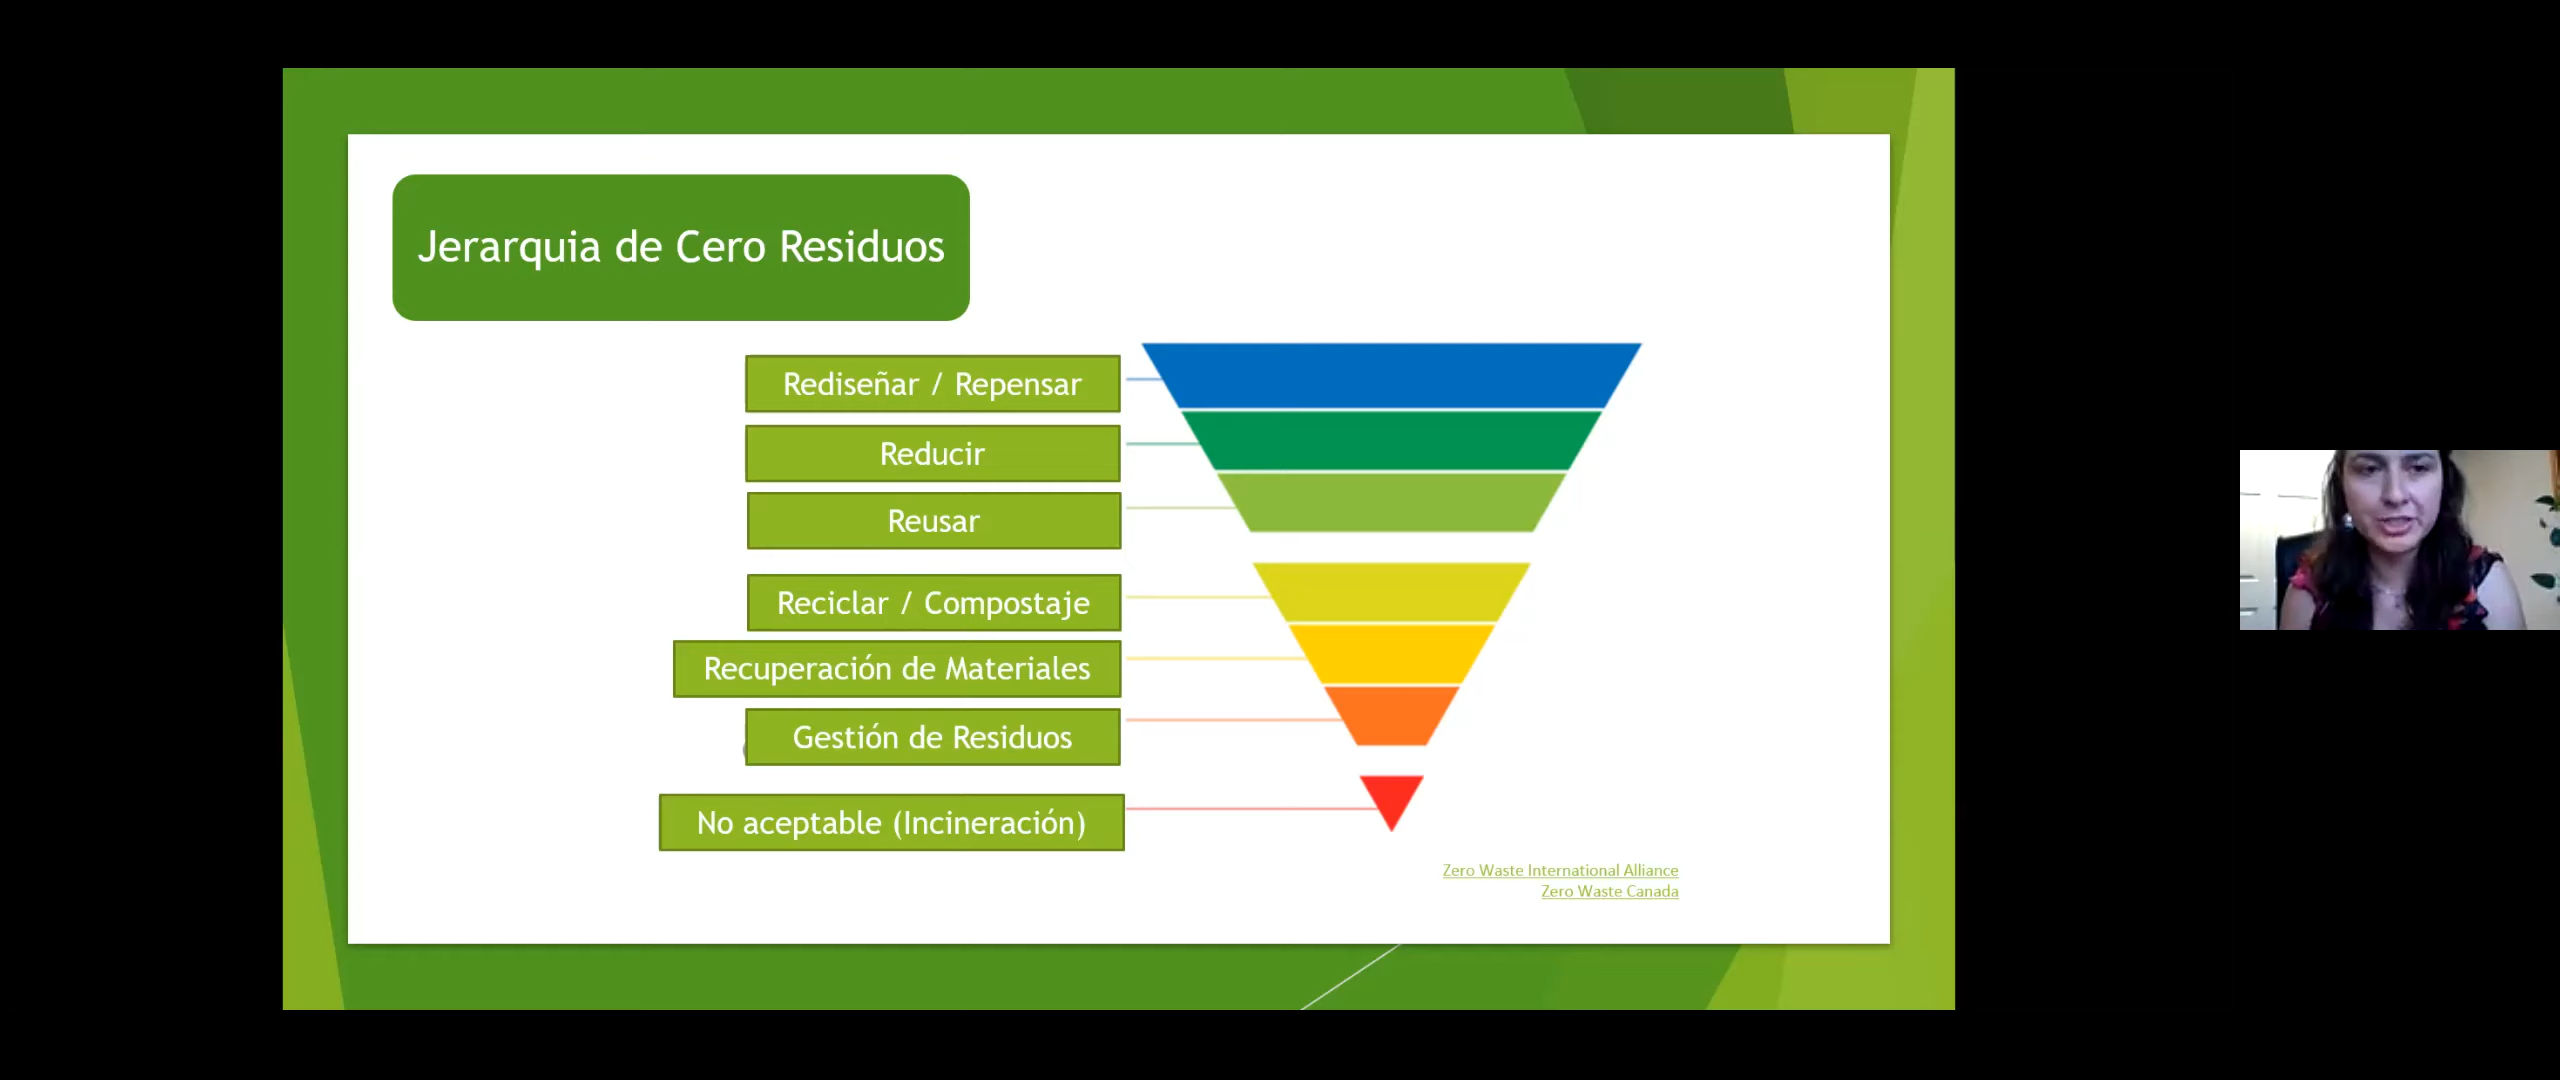 Jerarquia de Cero Residuos
Rediseñar / Repensar
Reducir
Reusar
Reciclar / Compostaje
Recuperación de Materiales
Gestión de Residuos
No aceptable (Incineración)
Zero Waste International Alliance
Zero Waste Canada